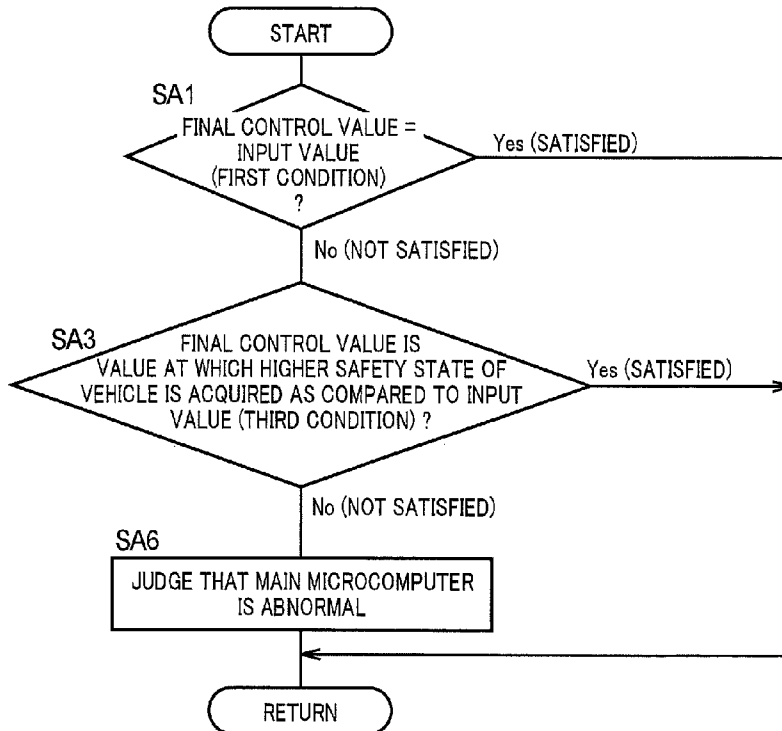 START
SA1
FINAL CONTROL VALUE =
INPUT VALUE
(FIRST CONDITION)
?
Yes (SATISFIED)
No (NOT SATISFIED)
SA3
FINAL CONTROL VALUE IS
VALUE AT WHICH HIGHER SAFETY STATE OF
VEHICLE IS ACQUIRED AS COMPARED TO INPUT
VALUE (THIRD CONDITION) ?
Yes (SATISFIED)
No (NOT SATISFIED)
SA6
JUDGE THAT MAIN MICROCOMPUTER
IS ABNORMAL
RETURN